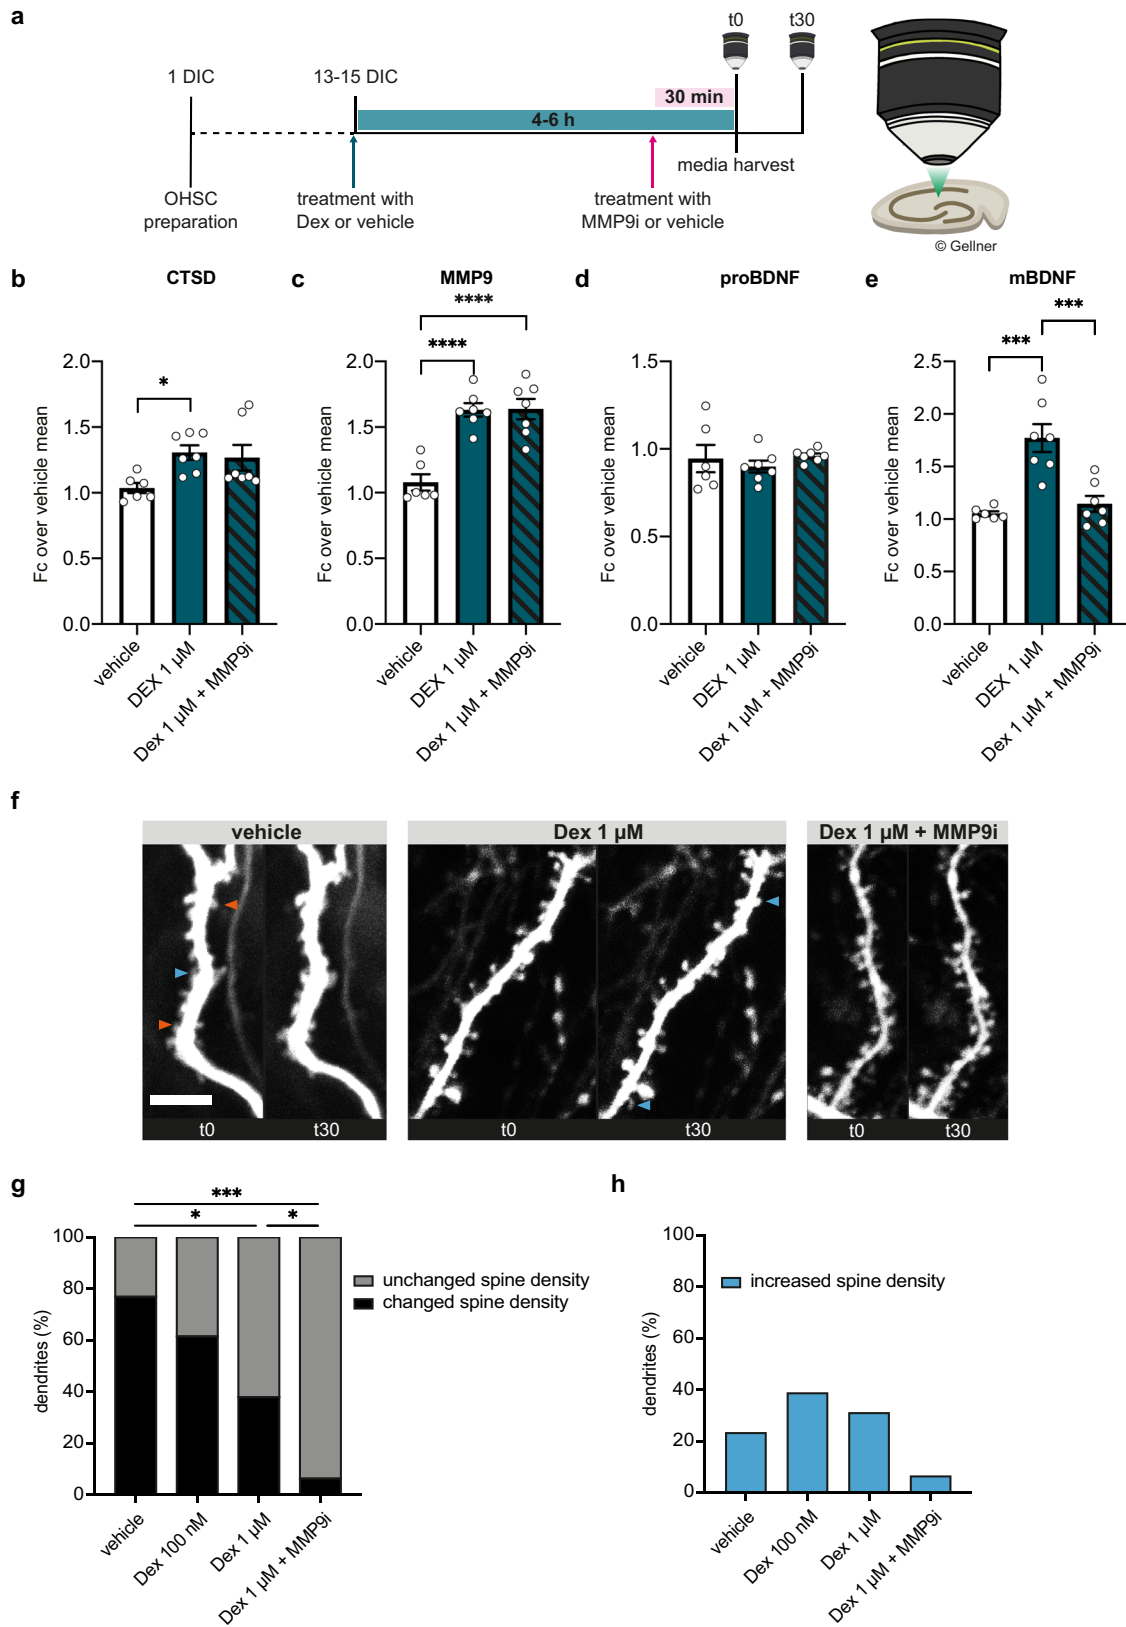 a
t0
t30
1 DIC
13-15 DIC
30 min
4-6 h
media harvest
OHSC
preparation
treatment with
Dex or vehicle
treatment with
MMP9i or vehicle
© Gellner
b
CTSD
*
Fc over vehicle mean
2.0
1.5
1.0
0.5
0.0
vehicle
DEX 1 µM
Dex 1 µM + MMP9i
c
MMP9
****
****
Fc over vehicle mean
2.0
1.5
1.0
0.5
0.0
vehicle
DEX 1 µM
Dex 1 µM + MMP9i
d
proBDNF
Fc over vehicle mean
1.5
1.0
0.5
0.0
vehicle
DEX 1 µM
Dex 1 µM + MMP9i
e
mBDNF
***
***
Fc over vehicle mean
2.5
2.0
1.5
1.0
0.5
0.0
vehicle
DEX 1 µM
Dex 1 µM + MMP9i
f
vehicle
Dex 1 µM
Dex 1 µM + MMP9i
t0
t30
t0
t30
t0
t30
g
***
*
*
dendrites (%)
100
80
60
40
20
0
unchanged spine density
changed spine density
vehicle
Dex 100 nM
Dex 1 µM
Dex 1 µM + MMP9i
h
dendrites (%)
100
80
60
40
20
0
increased spine density
vehicle
Dex 100 nM
Dex 1 µM
Dex 1 µM + MMP9i